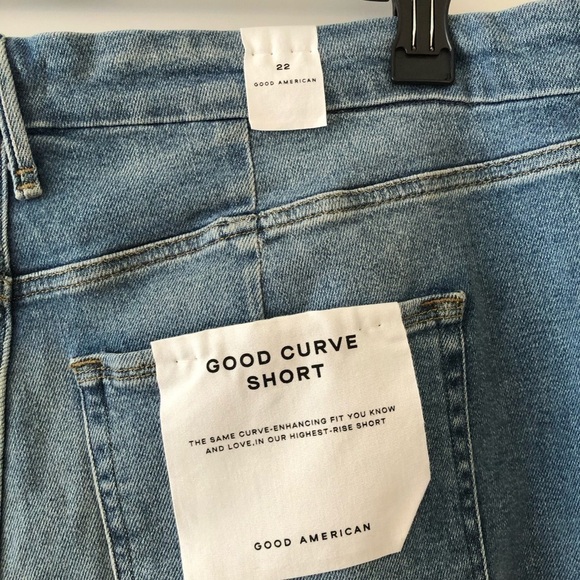 22
GOOD AMERICAN
GOOD CURVE
SHORT
THE SAME CURVE-ENHANCING FIT YOU KNOW
AND LOVE,IN OUR HIGHEST-RISE SHORT
GOOD AMERICAN